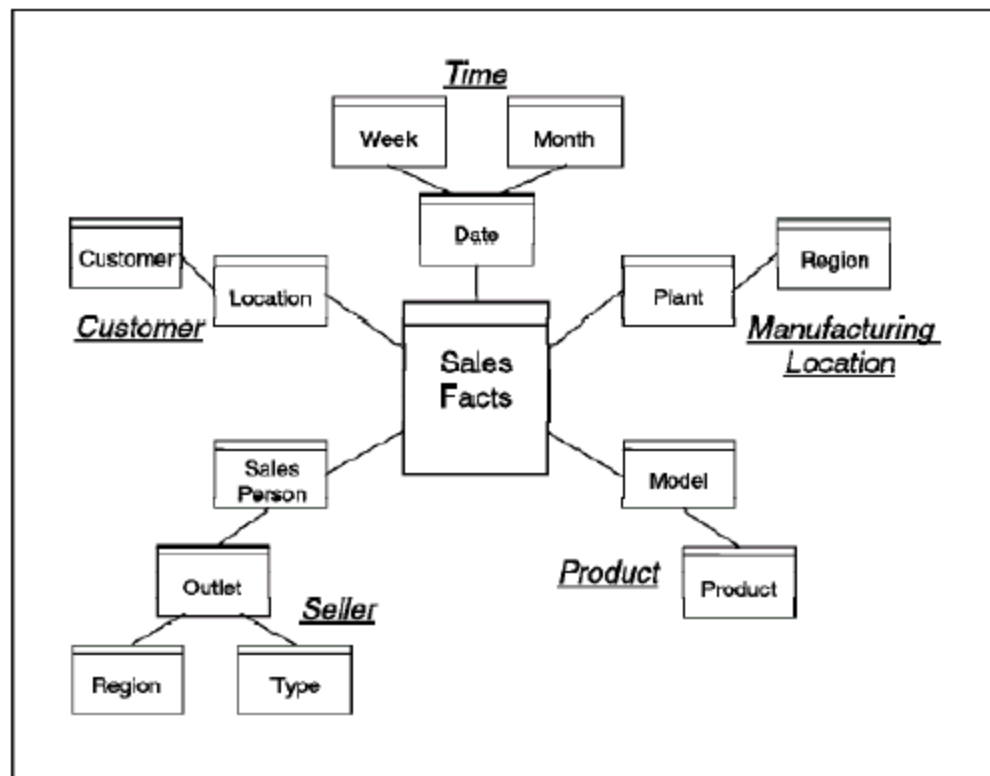 Time
Week
Month
Date
Customer
Location
Customer
Plant
Region
Manufacturing
Location
Sales
Facts
Sales
Person
Outlet
Seller
Region
Type
Model
Product
Product